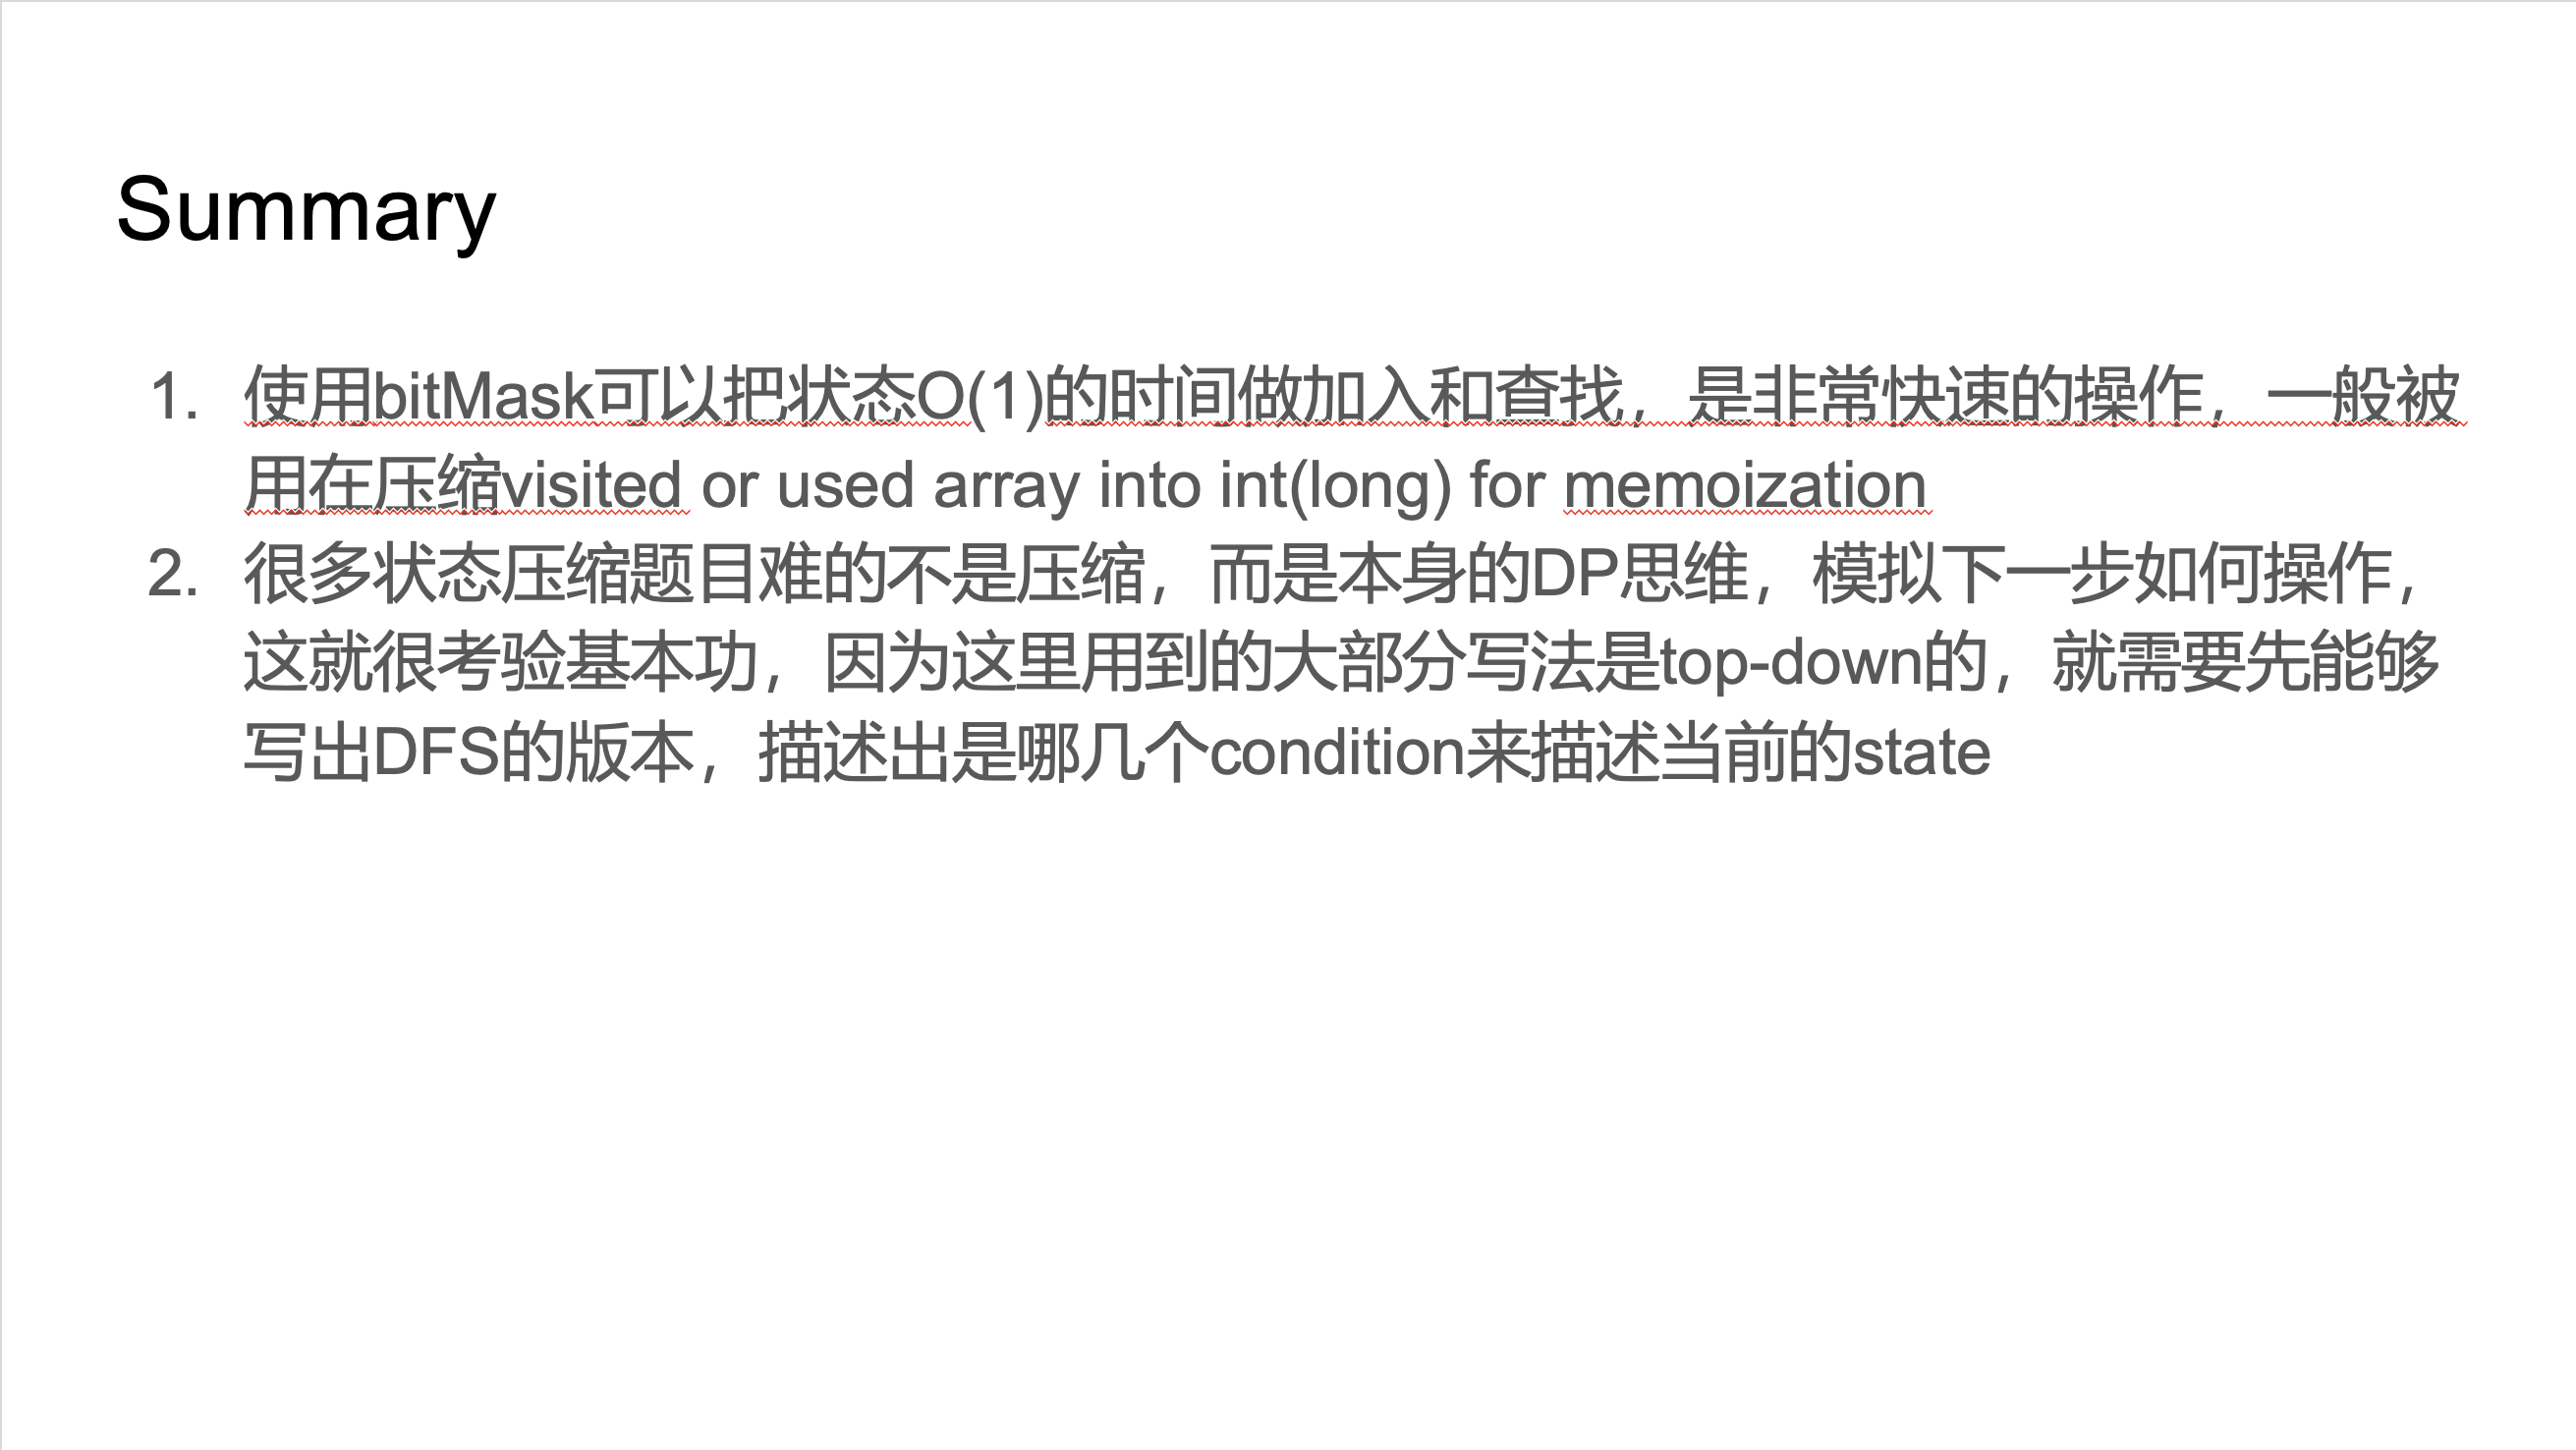 Summary
1. 使用bitMask可以把状态O(1)的时间做加入和查找，是非常快速的操作，一般被
用在压缩visited or used array into int(long) for memoization
2. 很多状态压缩题目难的不是压缩，而是本身的DP思维，模拟下一步如何操作，
这就很考验基本功，因为这里用到的大部分写法是top-down的，就需要先能够
写出DFS的版本，描述出是哪几个condition来描述当前的state